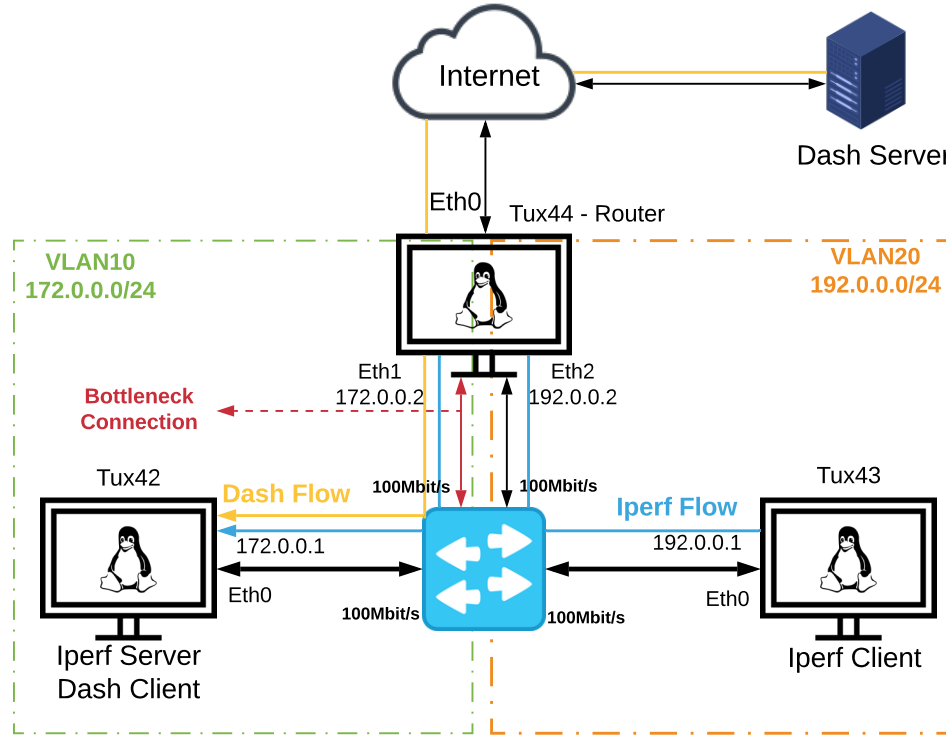 Internet
Dash Server
Eth0
Tux44 - Router
VLAN10
172.0.0.0/24
VLAN20
192.0.0.0/24
Eth1
172.0.0.2
Eth2
192.0.0.2
Bottleneck
Connection
Tux42
Tux43
100Mbit/s
100Mbit/s
Dash Flow
Iperf Flow
172.0.0.1
192.0.0.1
Eth0
Eth0
100Mbit/s
100Mbit/s
Iperf Server
Dash Client
Iperf Client